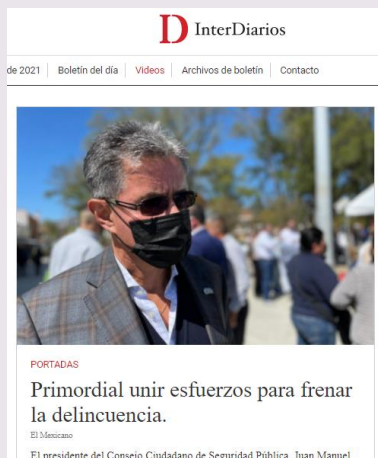 InterDiarios
de 2021 Boletín del día Videos Archivos de boletín Contacto
PORTADAS
Primordial unir esfuerzos para frenar
la delincuencia.
El Mexicano
El presidente del Consejo Ciudadano de Seguridad Pública, Juan Manuel